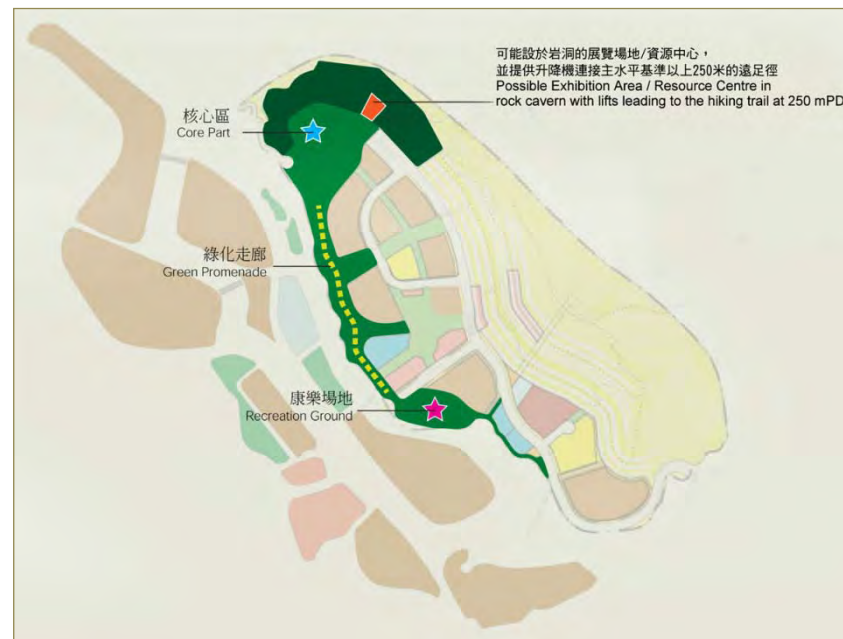 可能設於岩洞的展覽場地/資源中心，
並提供升降機連接主水平基準以上250米的遠足徑
Possible Exhibition Area / Resource Centre in
rock cavern with lifts leading to the hiking trail at 250 mPD
核心區
Core Part
綠化走廊
Green Promenade
康樂場地
Recreation Ground